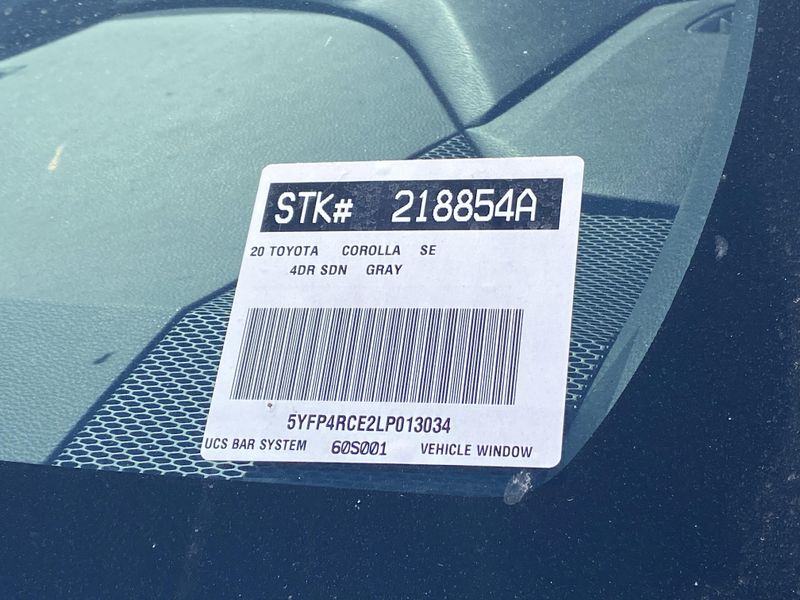 STK# 218854A
20 TOYOTA COROLLA SE
4DR SDN GRAY
5YFP4RCE2LP013034
UCS BAR SYSTEM 60S001 VEHICLE WINDOW